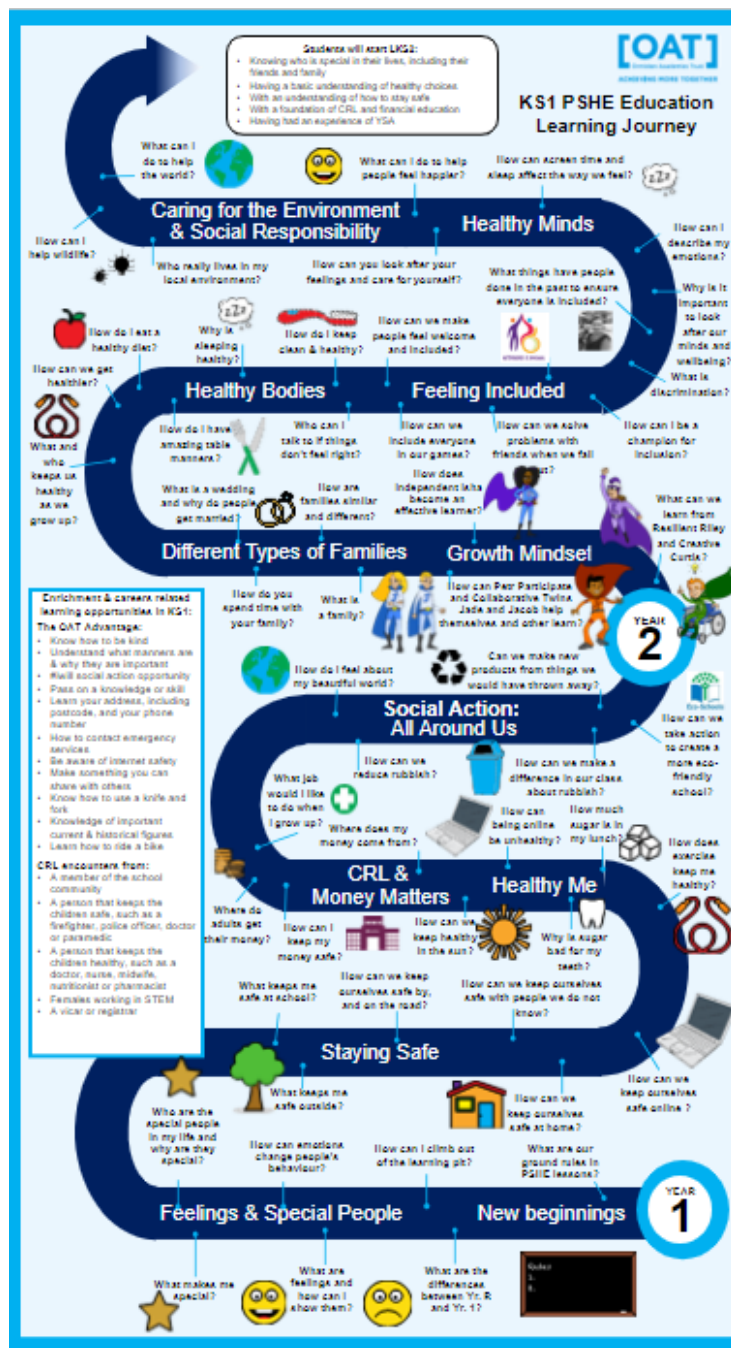 Students will start LKS2:
• Knowing who is special in their lives, including their
friends and family
• Having a basic understanding of healthy choices
• With an understanding of how to stay safe
• With a foundation of CRL and financial education
• Having had an experience of YSA
[OAT]
ACHIEVING MORE TOGETHER
KS1 PSHE Education
Learning Journey
What can I
do to help
the world?
What can I do to help
people feel happier?
How can screen time and
sleep affect the way we feel?
zZz
Caring for the Environment
& Social Responsibility
Healthy Minds
How can I
help wildlife?
Who really lives in my
local environment?
How can you look after your
feelings and care for yourself?
What things have people
done in the past to ensure
everyone is included?
How can I
describe my
emotions?
Why is it
important
to look
after our
minds and
wellbeing?
What is
discrimination?
How do I eat a
healthy diet?
Why is
sleeping
healthy?
zZz
How do I keep
clean & healthy?
How can we make
people feel welcome
and included?
How can we get
healthier?
Healthy Bodies
Feeling Included
What and
who
keeps us
healthy
as we
grow up?
How do I have
amazing table
manners?
Who can I
talk to if things
don't feel right?
How can we
include everyone
in our games?
How can we solve
problems with
friends when we fall
out?
How can I be a
champion for
inclusion?
What is a wedding
and why do people
get married?
How are
families similar
and different?
How does
Independent Isha
become an
effective learner?
What can we
learn from
Resilient Riley
and Creative
Curtis?
Different Types of Families
Growth Mindset
How do you
spend time with
your family?
What is
a family?
How can Petr Participate
and Collaborative Twins
Jade and Jacob help
themselves and other learn?
YEAR
2
Enrichment & careers related
learning opportunities in KS1:
The OAT Advantage:
• Know how to be kind
• Understand what manners are
& why they are important
• #iwill social action opportunity
• Pass on a knowledge or skill
• Learn your address, including
postcode, and your phone
number
• How to contact emergency
services
• Be aware of internet safety
• Make something you can
share with others
• Know how to use a knife and
fork
• Knowledge of important
current & historical figures
• Learn how to ride a bike
CRL encounters from:
• A member of the school
community
• A person that keeps the
children safe, such as a
firefighter, police officer, doctor
or paramedic
• A person that keeps the
children healthy, such as a
doctor, nurse, midwife,
nutritionist or pharmacist
• Females working in STEM
• A vicar or registrar
How do I feel about
my beautiful world?
Can we make new
products from things we
would have thrown away?
Eco-Schools
Social Action:
All Around Us
How can we
take action
to create a
more eco-
friendly
school?
What job
would I like
to do when
I grow up?
How can we
reduce rubbish?
How can we make a
difference in our class
about rubbish?
Where does my
money come from?
How can
being online
be unhealthy?
How much
sugar is in
my lunch?
How does
exercise
keep me
healthy?
CRL &
Money Matters
Healthy Me
Where do
adults get
their money?
How can I
keep my
money safe?
How can we
keep healthy
in the sun?
Why is sugar
bad for my
teeth?
What keeps me
safe at school?
How can we keep
ourselves safe by,
and on the road?
How can we keep ourselves
safe with people we do not
know?
Staying Safe
What keeps me
safe outside?
How can we
keep ourselves
safe at home?
How can we
keep ourselves
safe online?
Who are the
special people
in my life and
why are they
special?
How can emotions
change people's
behaviour?
How can I climb out
of the learning pit?
What are our
ground rules in
PSHE lessons?
Feelings & Special People
New beginnings
YEAR
1
What makes me
special?
What are
feelings and
how can I
show them?
What are the
differences
between Yr. R
and Yr. 1?
Rules
1.
2.